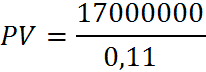 PV = 17000000 / 0,11